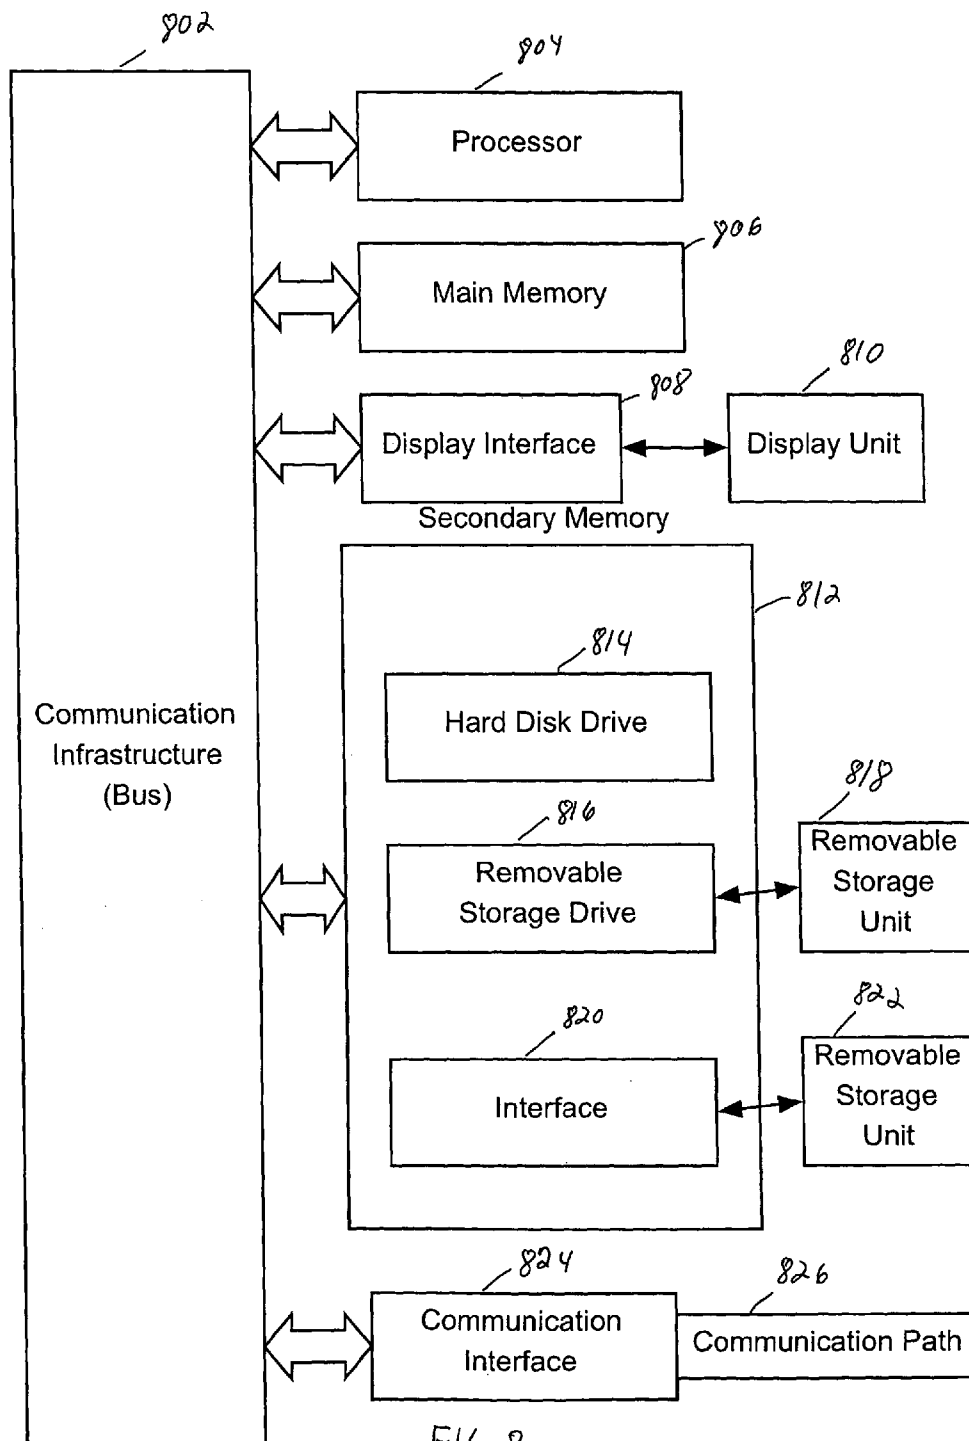 802
804
Processor
806
Main Memory
808
810
Display Interface
Display Unit
Secondary Memory
812
814
Hard Disk Drive
Communication
Infrastructure
(Bus)
816
818
Removable
Storage Drive
Removable
Storage
Unit
820
822
Interface
Removable
Storage
Unit
824
826
Communication
Interface
Communication Path